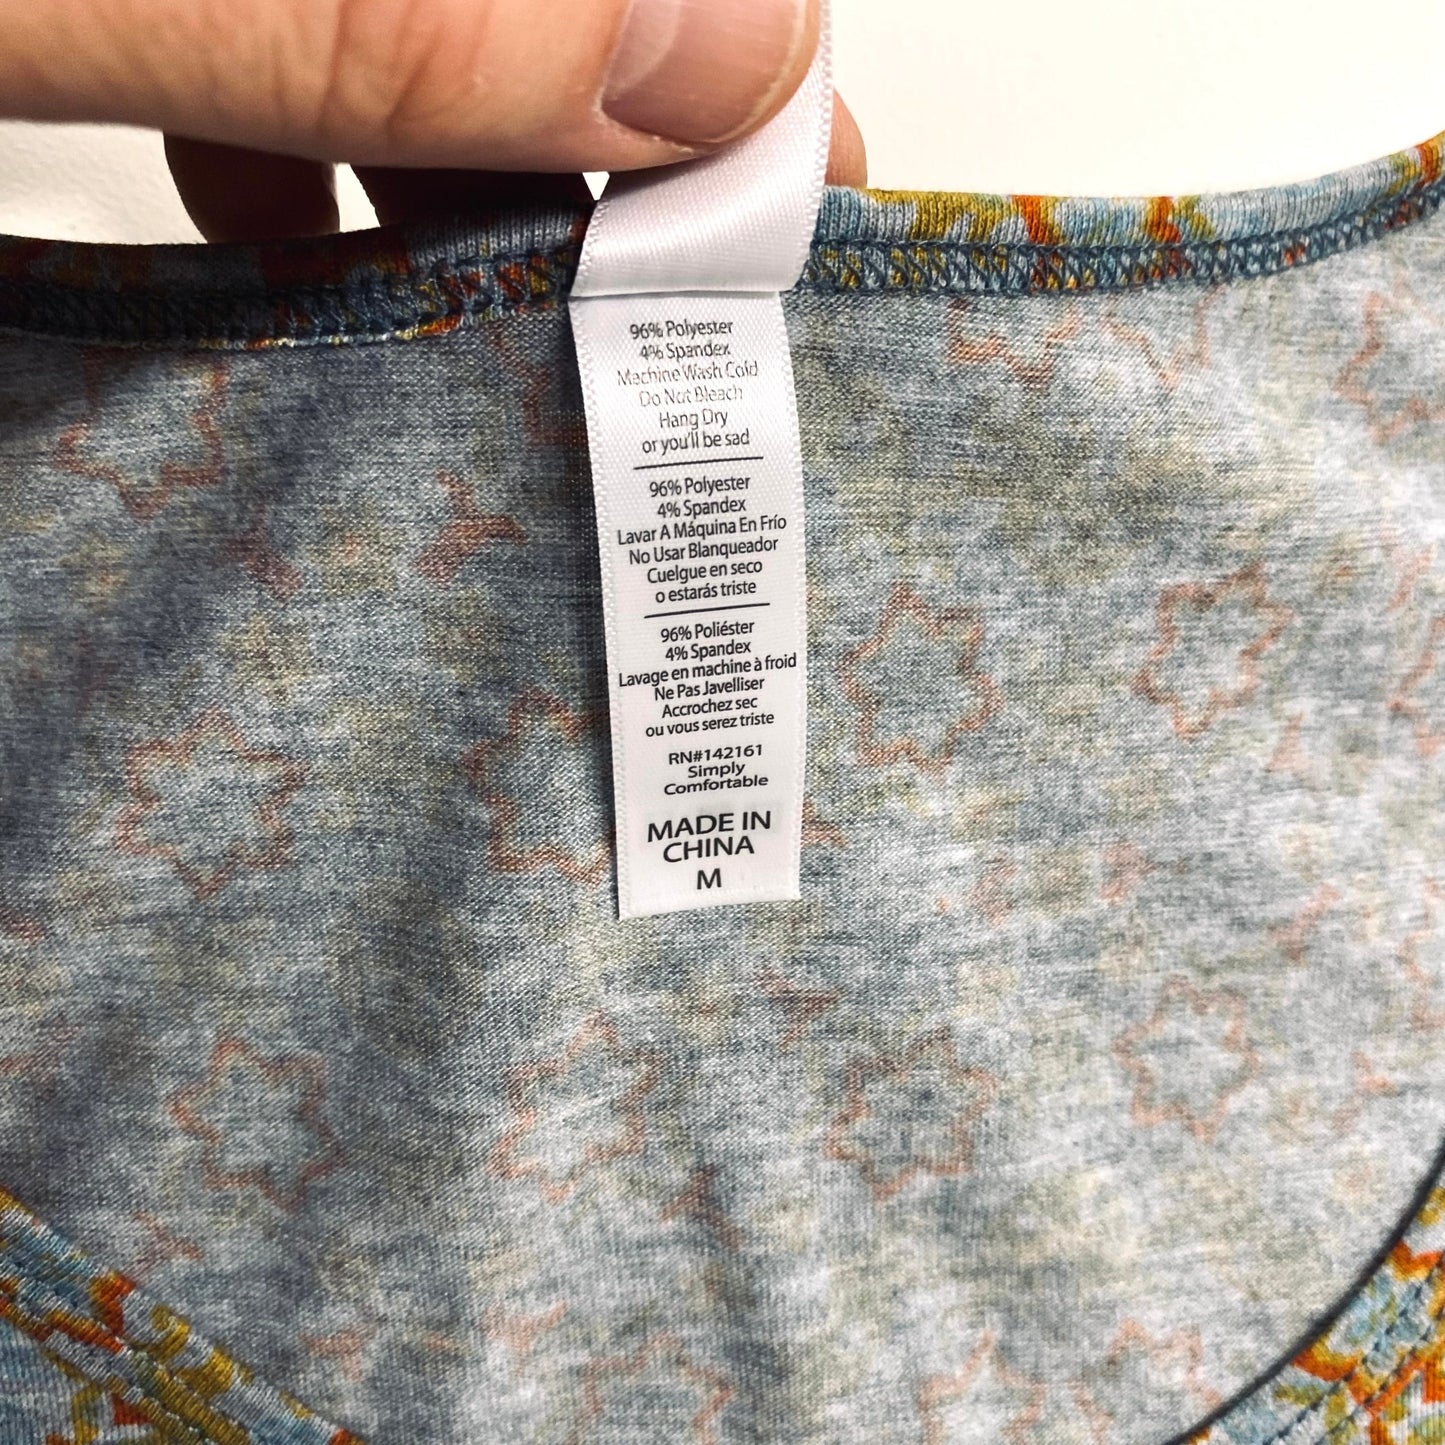 96% Polyester
4% Spandex
Machine Wash Cold
Do Not Bleach
Hang Dry
or you'll be sad
96% Polyester
4% Spandex
Lavar A Máquina En Frío
No Usar Blanqueador
Cuelgue en seco
o estarás triste
96% Poliéster
4% Spandex
Lavage en machine à froid
Ne Pas Javelliser
Accrochez sec
ou vous serez triste
RN#142161
Simply
Comfortable
MADE IN
CHINA
M